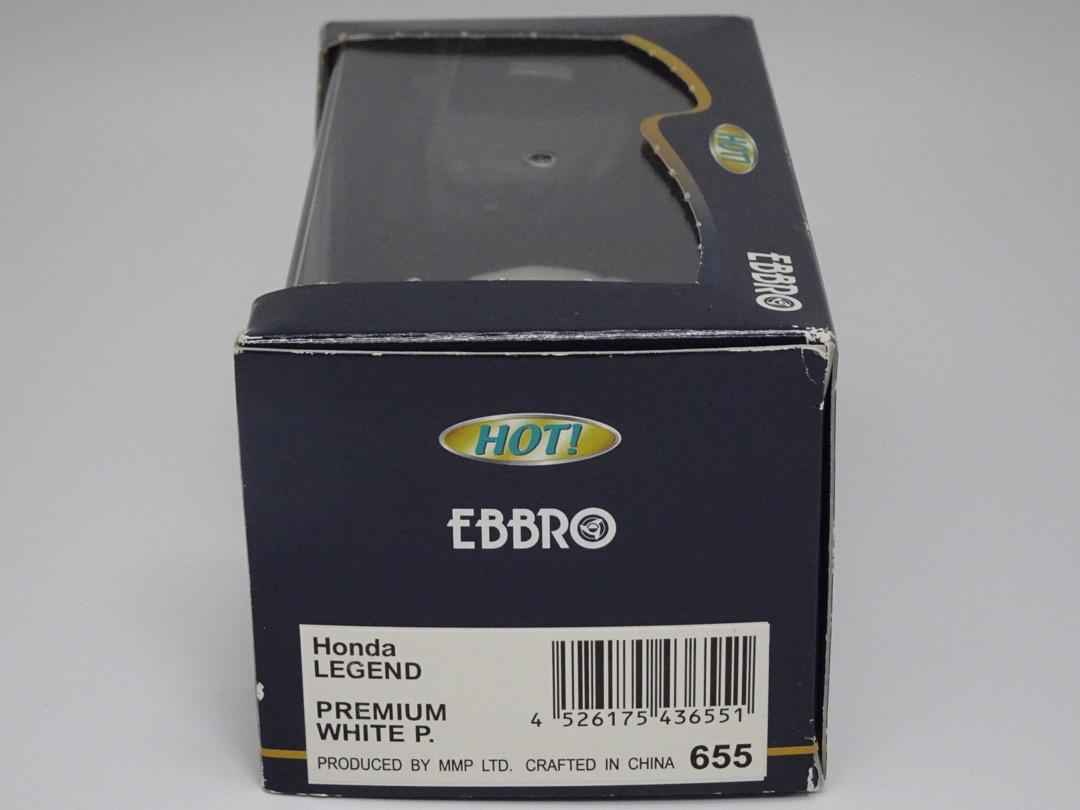 HOT!
EBBRO
HOT!
EBBRO
Honda
LEGEND
PREMIUM
WHITE P.
4 526175 436551
PRODUCED BY MMP LTD. CRAFTED IN CHINA 655